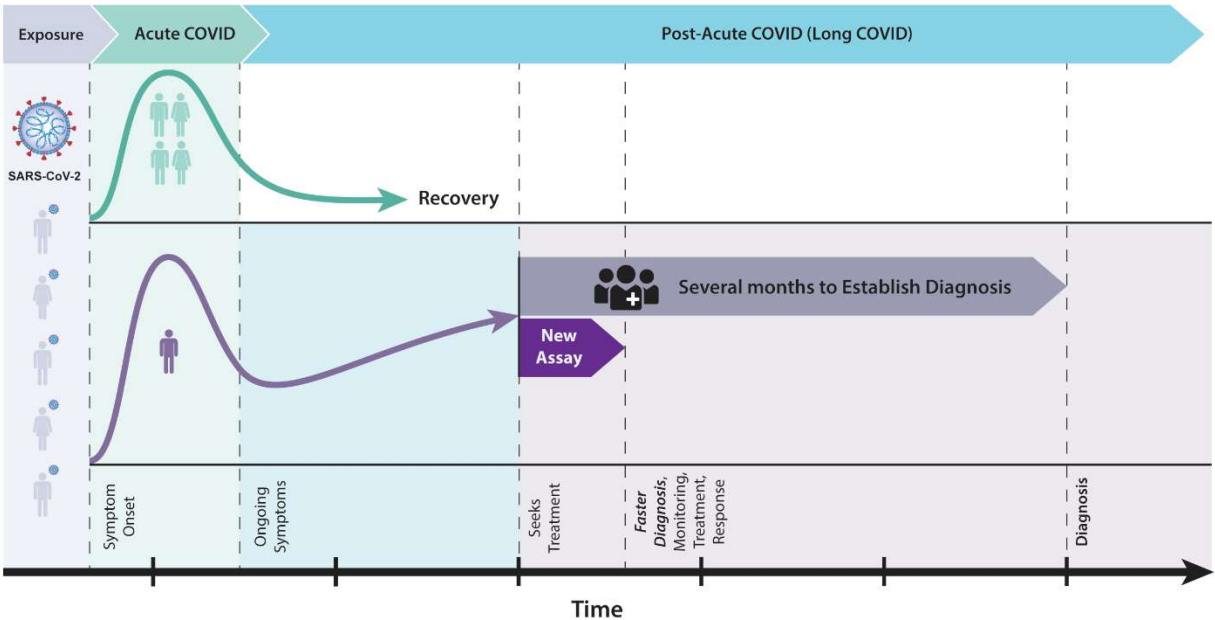 Exposure
Acute COVID
Post-Acute COVID (Long COVID)
SARS-CoV-2
Recovery
Several months to Establish Diagnosis
New
Assay
Symptom
Onset
Ongoing
Symptoms
Seeks
Treatment
Faster
Diagnosis,
Monitoring,
Treatment,
Response
Diagnosis
Time